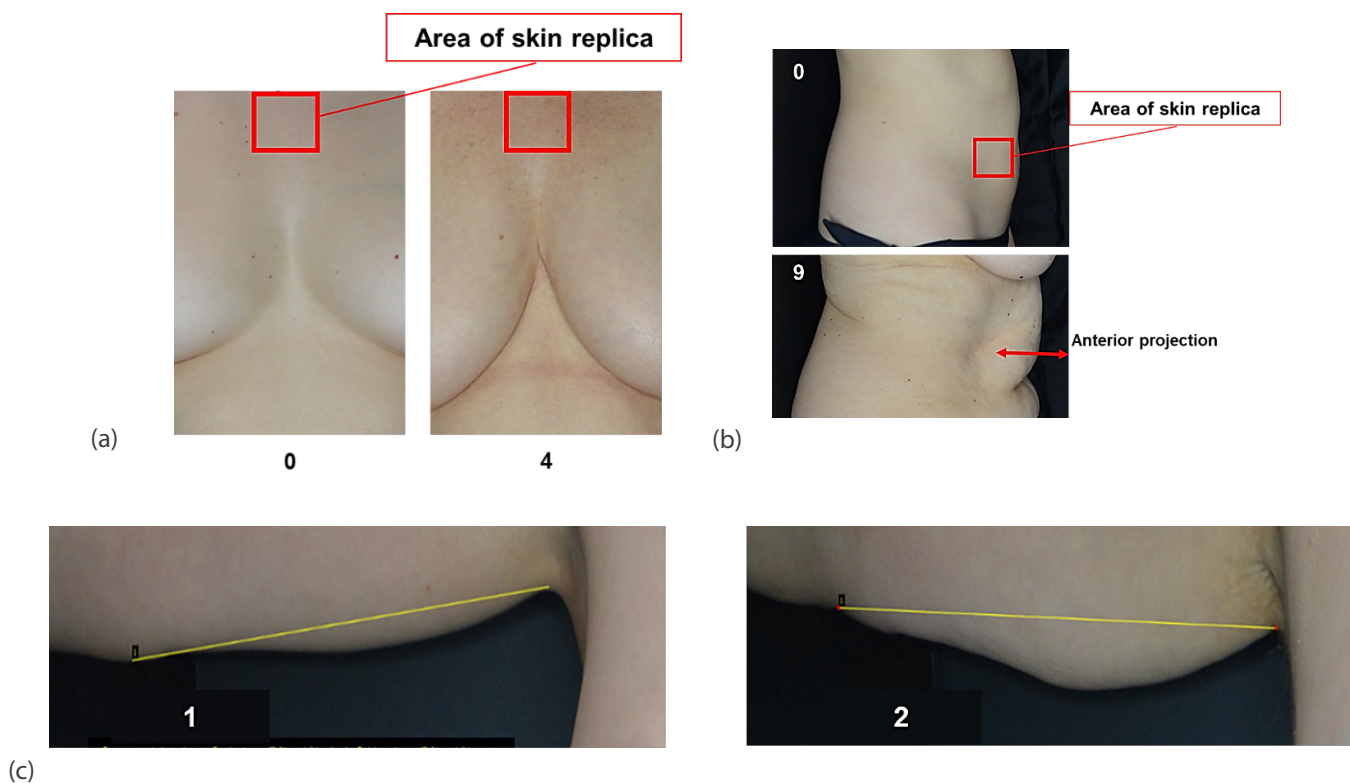 Area of skin replica
(a)
0
4
0
Area of skin replica
9
Anterior projection
(b)
1
2
(c)